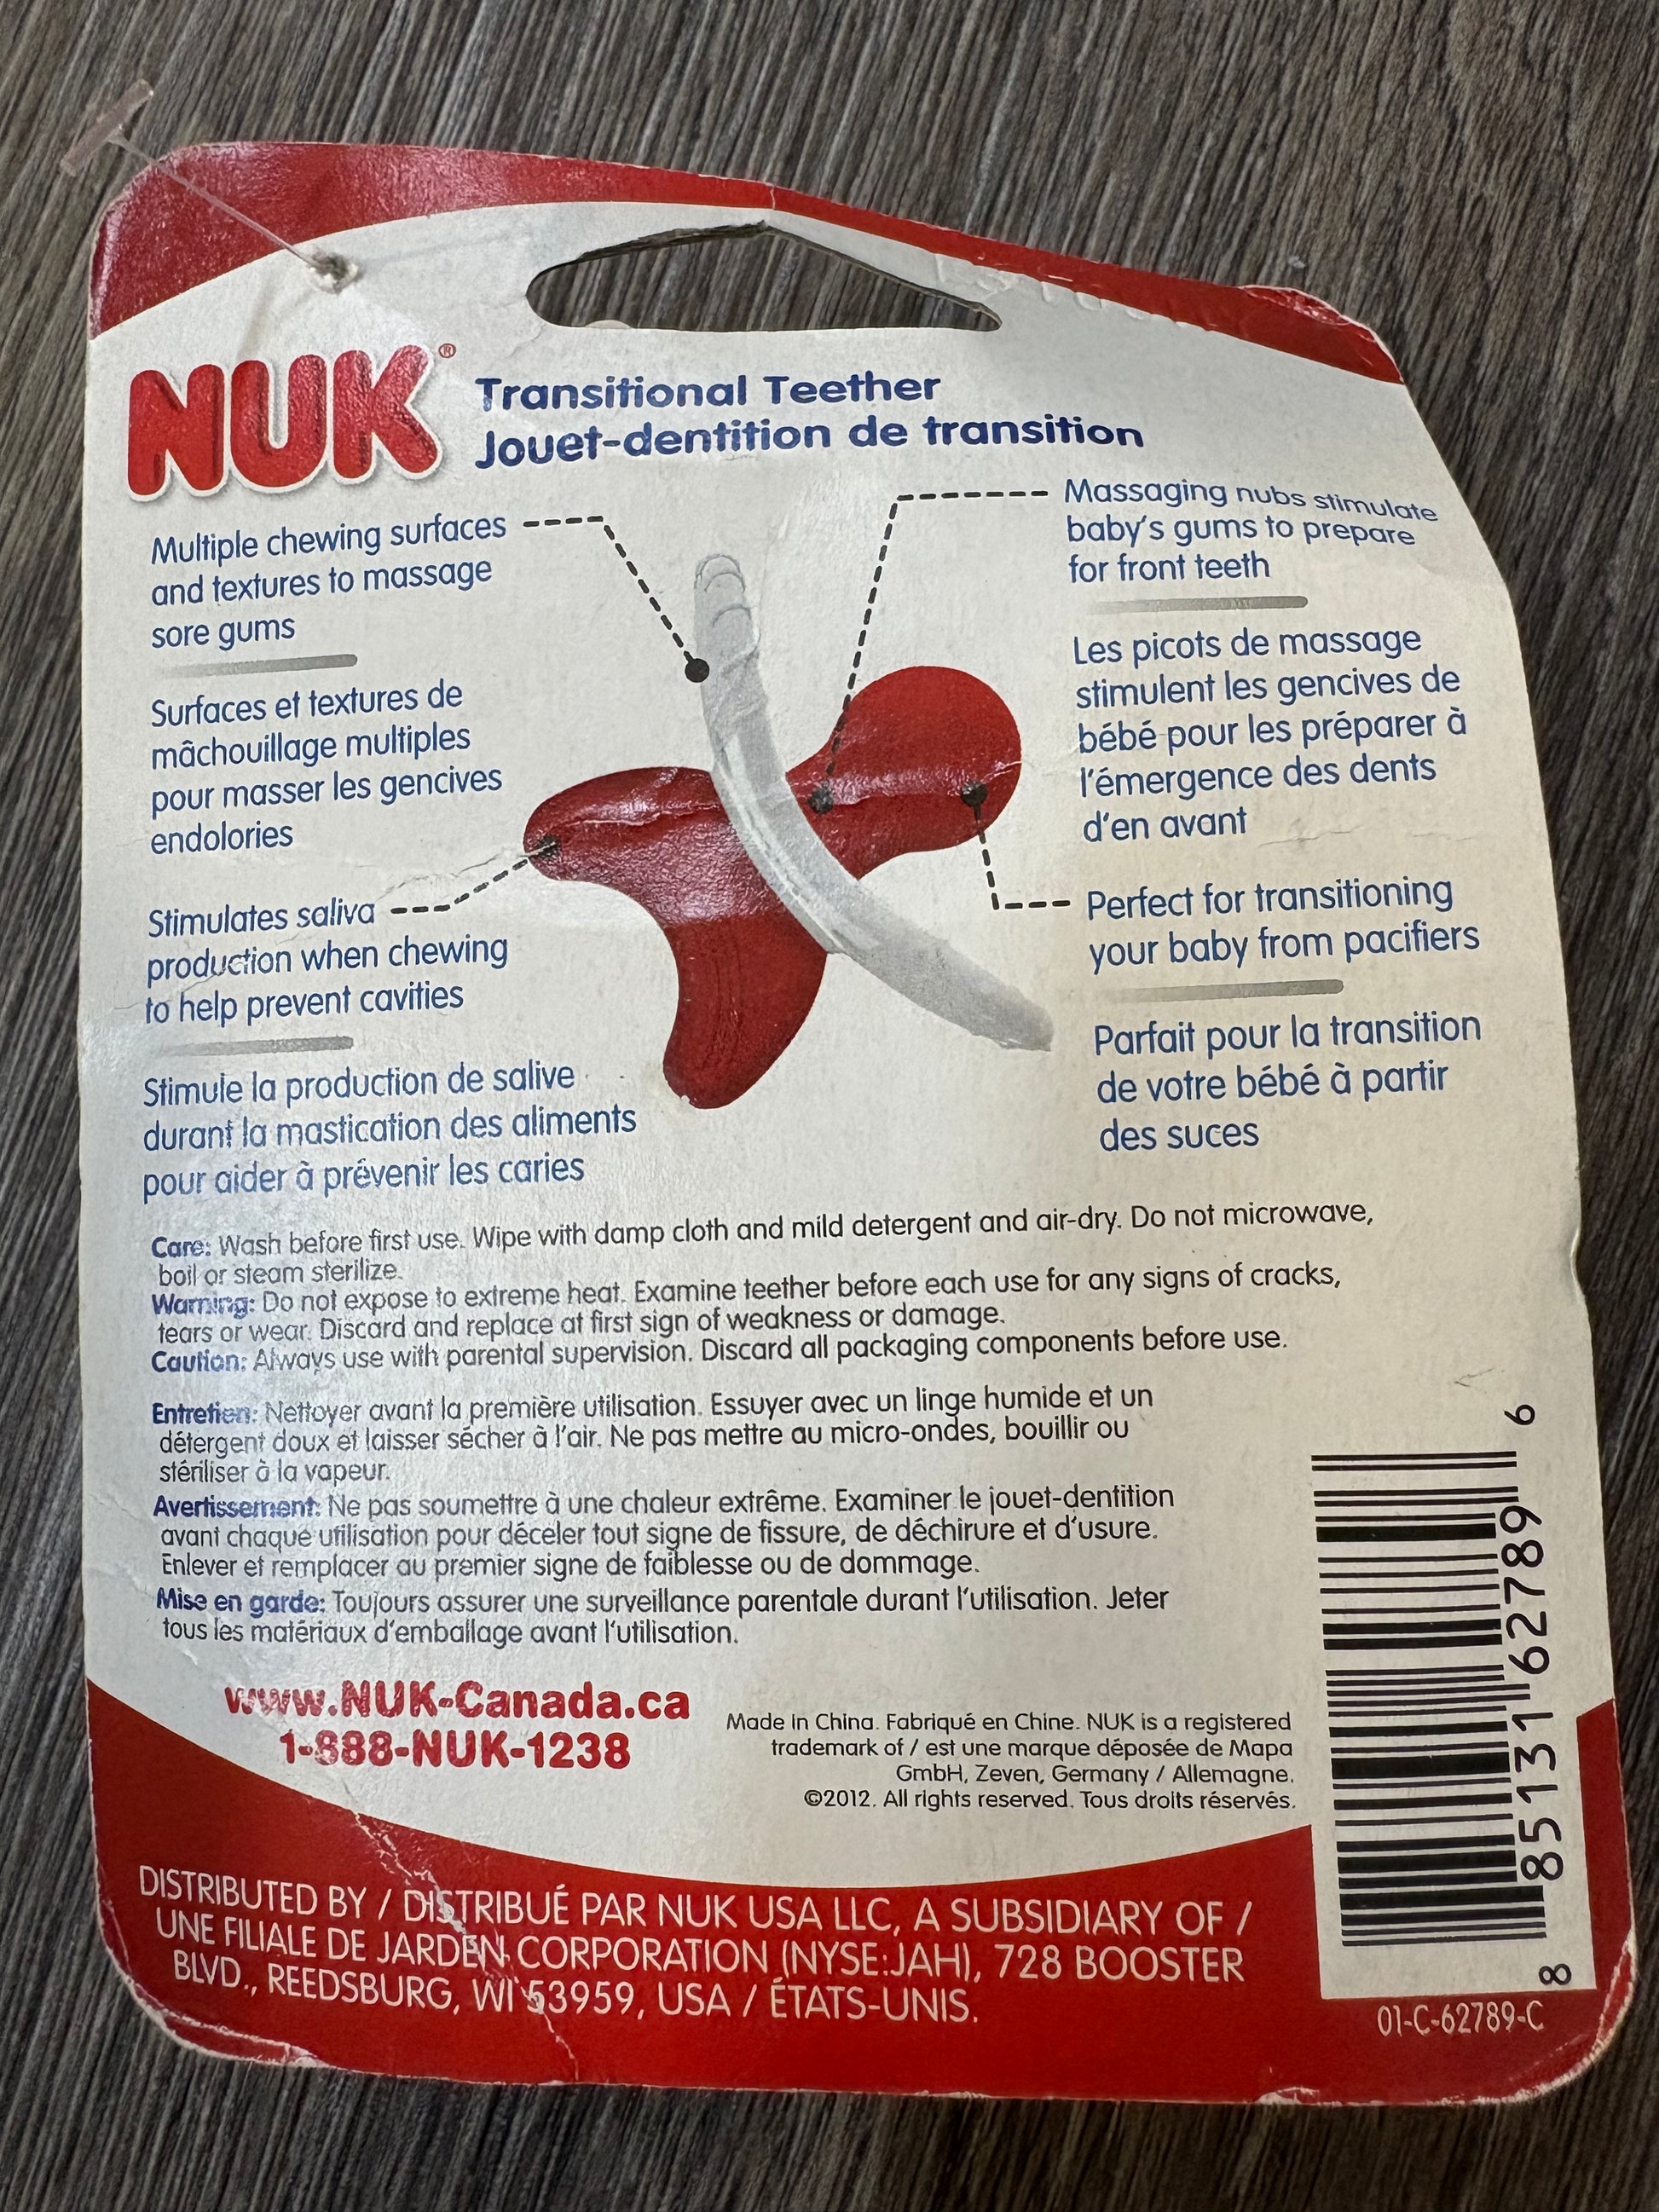 NUK®
Transitional Teether
Jouet-dentition de transition
Multiple chewing surfaces
and textures to massage
sore gums
Surfaces et textures de
mâchouillage multiples
pour masser les gencives
endolories
Stimulates saliva
production when chewing
to help prevent cavities
Stimule la production de salive
durant la mastication des aliments
pour aider à prévenir les caries
Massaging nubs stimulate
baby's gums to prepare
for front teeth
Les picots de massage
stimulent les gencives de
bébé pour les préparer à
l'émergence des dents
d'en avant
Perfect for transitioning
your baby from pacifiers
Parfait pour la transition
de votre bébé à partir
des suces
Care: Wash before first use. Wipe with damp cloth and mild detergent and air-dry. Do not microwave,
boil or steam sterilize.
Warning: Do not expose to extreme heat. Examine teether before each use for any signs of cracks,
tears or wear. Discard and replace at first sign of weakness or damage.
Caution: Always use with parental supervision. Discard all packaging components before use.
Entretien: Nettoyer avant la première utilisation. Essuyer avec un linge humide et un
détergent doux et laisser sécher à l'air. Ne pas mettre au micro-ondes, bouillir ou
stériliser à la vapeur.
Avertissement: Ne pas soumettre à une chaleur extrême. Examiner le jouet-dentition
avant chaque utilisation pour déceler tout signe de fissure, de déchirure et d'usure.
Enlever et remplacer au premier signe de faiblesse ou de dommage.
Mise en garde: Toujours assurer une surveillance parentale durant l'utilisation. Jeter
tous les matériaux d'emballage avant l'utilisation.
www.NUK-Canada.ca
1-888-NUK-1238
Made in China. Fabriqué en Chine. NUK is a registered
trademark of / est une marque déposée de Mapa
GmbH, Zeven, Germany / Allemagne.
©2012. All rights reserved. Tous droits réservés.
8 85131 62789 6
DISTRIBUTED BY / DISTRIBUÉ PAR NUK USA LLC, A SUBSIDIARY OF /
UNE FILIALE DE JARDEN CORPORATION (NYSE:JAH), 728 BOOSTER
BLVD., REEDSBURG, WI 53959, USA / ÉTATS-UNIS.
01-C-62789-C